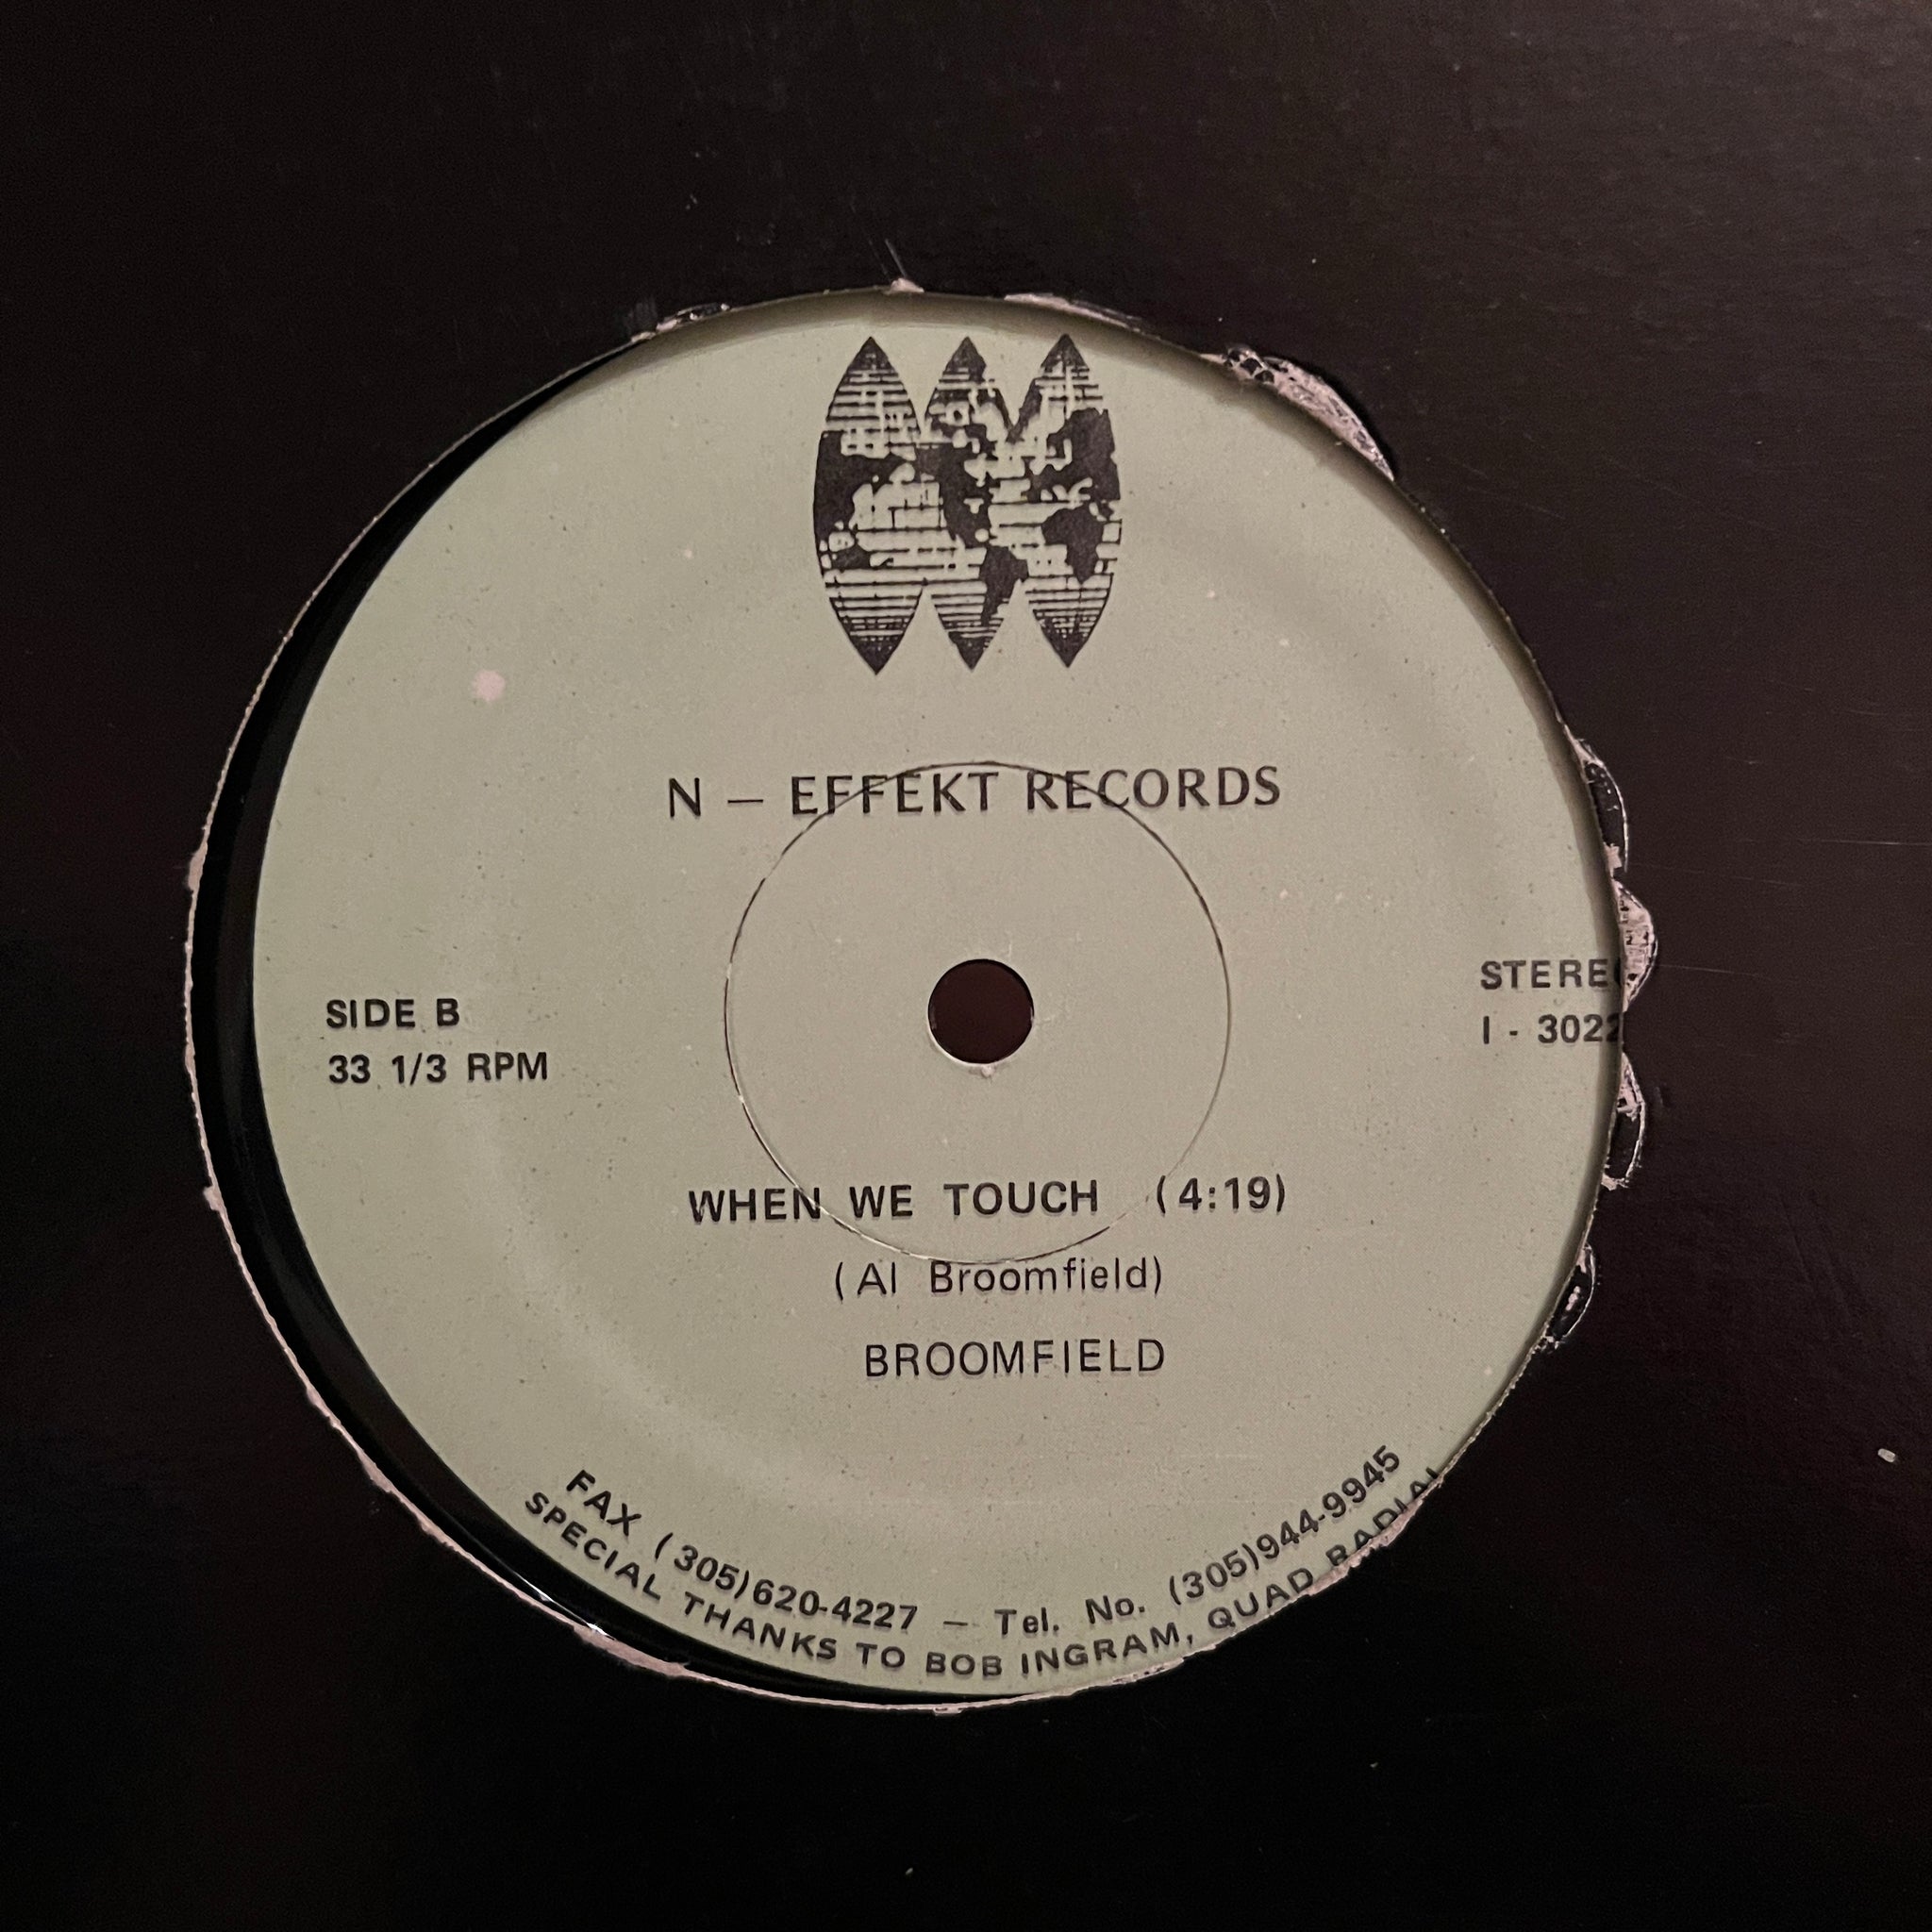 N – EFFEKT RECORDS
SIDE B
33 1/3 RPM
STERE
I - 3022
WHEN WE TOUCH (4:19)
(Al Broomfield)
BROOMFIELD
FAX (305)620-4227 – Tel. No. (305)944-9945
SPECIAL THANKS TO BOB INGRAM, QUAD RADIAL